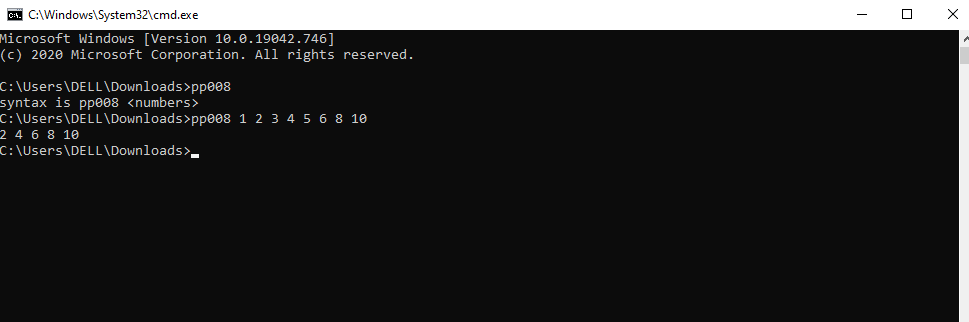 C:\Windows\System32\cmd.exe
Microsoft Windows [Version 10.0.19042.746]
(c) 2020 Microsoft Corporation. All rights reserved.
C:\Users\DELL\Downloads>pp008
syntax is pp008 <numbers>
C:\Users\DELL\Downloads>pp008 1 2 3 4 5 6 8 10
2 4 6 8 10
C:\Users\DELL\Downloads>